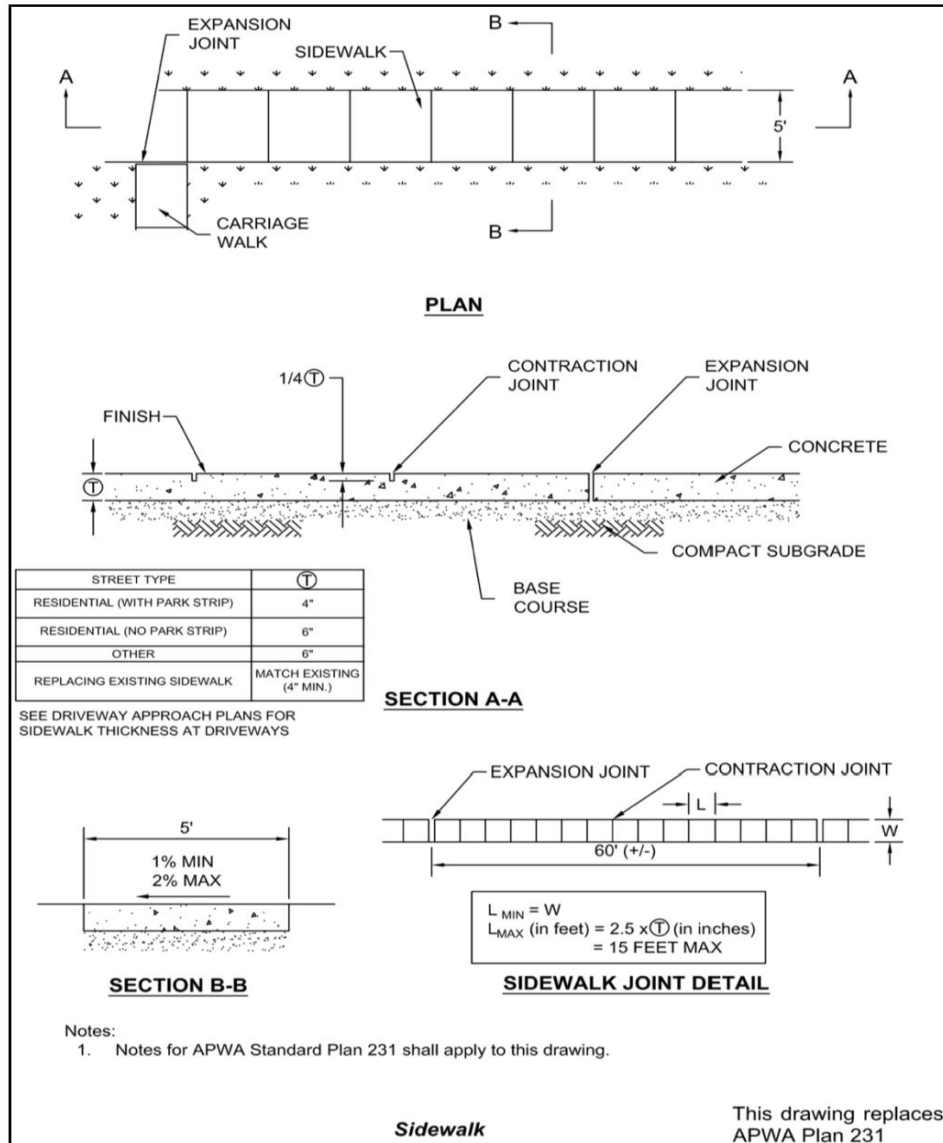 EXPANSION
JOINT
SIDEWALK
B
A
A
5'
B
CARRIAGE
WALK
PLAN
1/4Ⓣ
CONTRACTION
JOINT
EXPANSION
JOINT
FINISH
CONCRETE
Ⓣ
COMPACT SUBGRADE
BASE
COURSE
STREET TYPE Ⓣ
RESIDENTIAL (WITH PARK STRIP) 4"
RESIDENTIAL (NO PARK STRIP) 6"
OTHER 6"
REPLACING EXISTING SIDEWALK MATCH EXISTING
(4" MIN.)
SECTION A-A
SEE DRIVEWAY APPROACH PLANS FOR
SIDEWALK THICKNESS AT DRIVEWAYS
EXPANSION JOINT
CONTRACTION JOINT
L
W
60' (+/-)
5'
1% MIN
2% MAX
L MIN = W
LMAX (in feet) = 2.5 xⓉ (in inches)
= 15 FEET MAX
SECTION B-B
SIDEWALK JOINT DETAIL
Notes:
1. Notes for APWA Standard Plan 231 shall apply to this drawing.
Sidewalk
This drawing replaces
APWA Plan 231